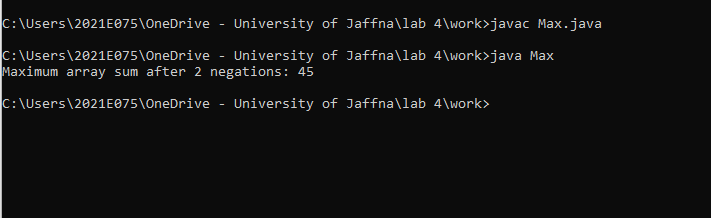 C:\Users\2021E075\OneDrive - University of Jaffna\lab 4\work>javac Max.java
C:\Users\2021E075\OneDrive - University of Jaffna\lab 4\work>java Max
Maximum array sum after 2 negations: 45
C:\Users\2021E075\OneDrive - University of Jaffna\lab 4\work>